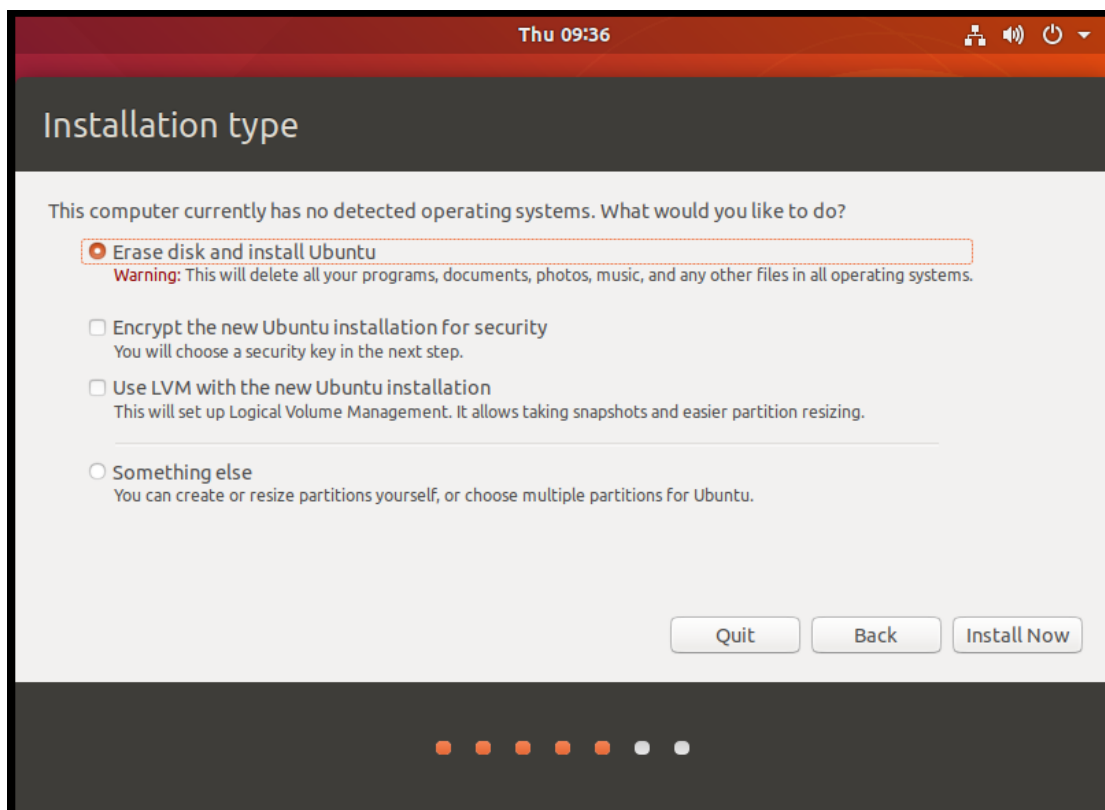 Thu 09:36
Installation type
This computer currently has no detected operating systems. What would you like to do?
Erase disk and install Ubuntu
Warning: This will delete all your programs, documents, photos, music, and any other files in all operating systems.
Encrypt the new Ubuntu installation for security
You will choose a security key in the next step.
Use LVM with the new Ubuntu installation
This will set up Logical Volume Management. It allows taking snapshots and easier partition resizing.
Something else
You can create or resize partitions yourself, or choose multiple partitions for Ubuntu.
Quit Back Install Now